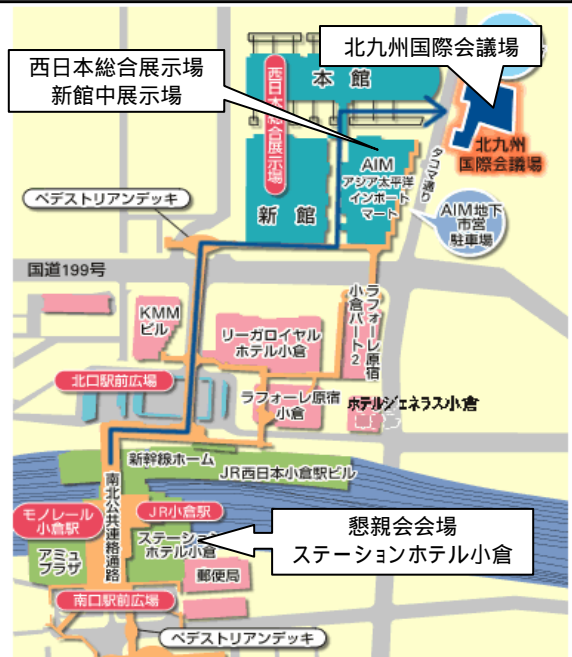 北九州国際会議場
西日本総合展示場
新館中展示場
本館
西日本総合展示場
北九州
国際会議場
タコマ通り
AIM
アジア太平洋
インポート
マート
新館
ペデストリアンデッキ
AIM地下
市営
駐車場
国道199号
KMM
ビル
リーガロイヤル
ホテル小倉
ラフォーレ原宿
小倉パート2
北口駅前広場
ラフォーレ原宿
小倉
ホテルジェネラス小倉
新幹線ホーム
JR西日本小倉駅ビル
南北公共連絡通路
モノレール
小倉駅
JR小倉駅
ステーション
ホテル小倉
懇親会会場
ステーションホテル小倉
アミュ
プラザ
郵便局
南口駅前広場
ペデストリアンデッキ